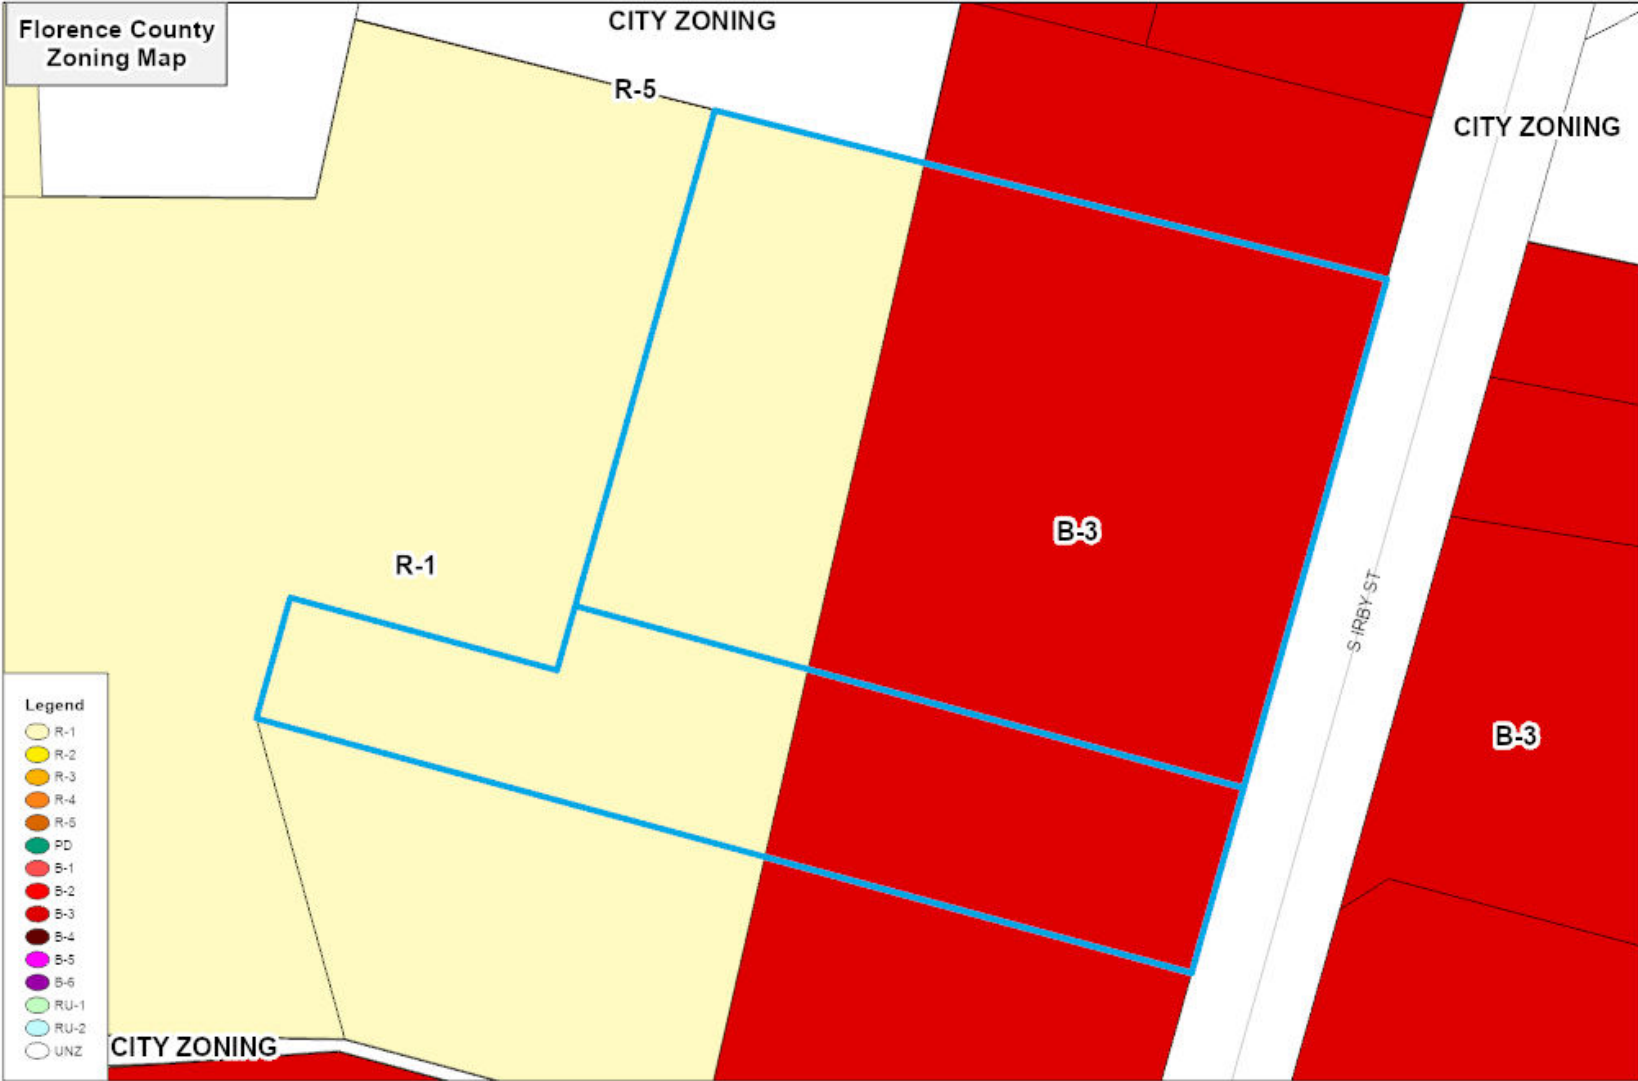 Florence County
Zoning Map
CITY ZONING
R-5
CITY ZONING
B-3
R-1
S IRBY ST
B-3
Legend
R-1
R-2
R-3
R-4
R-5
PD
B-1
B-2
B-3
B-4
B-5
B-6
RU-1
RU-2
UNZ
CITY ZONING